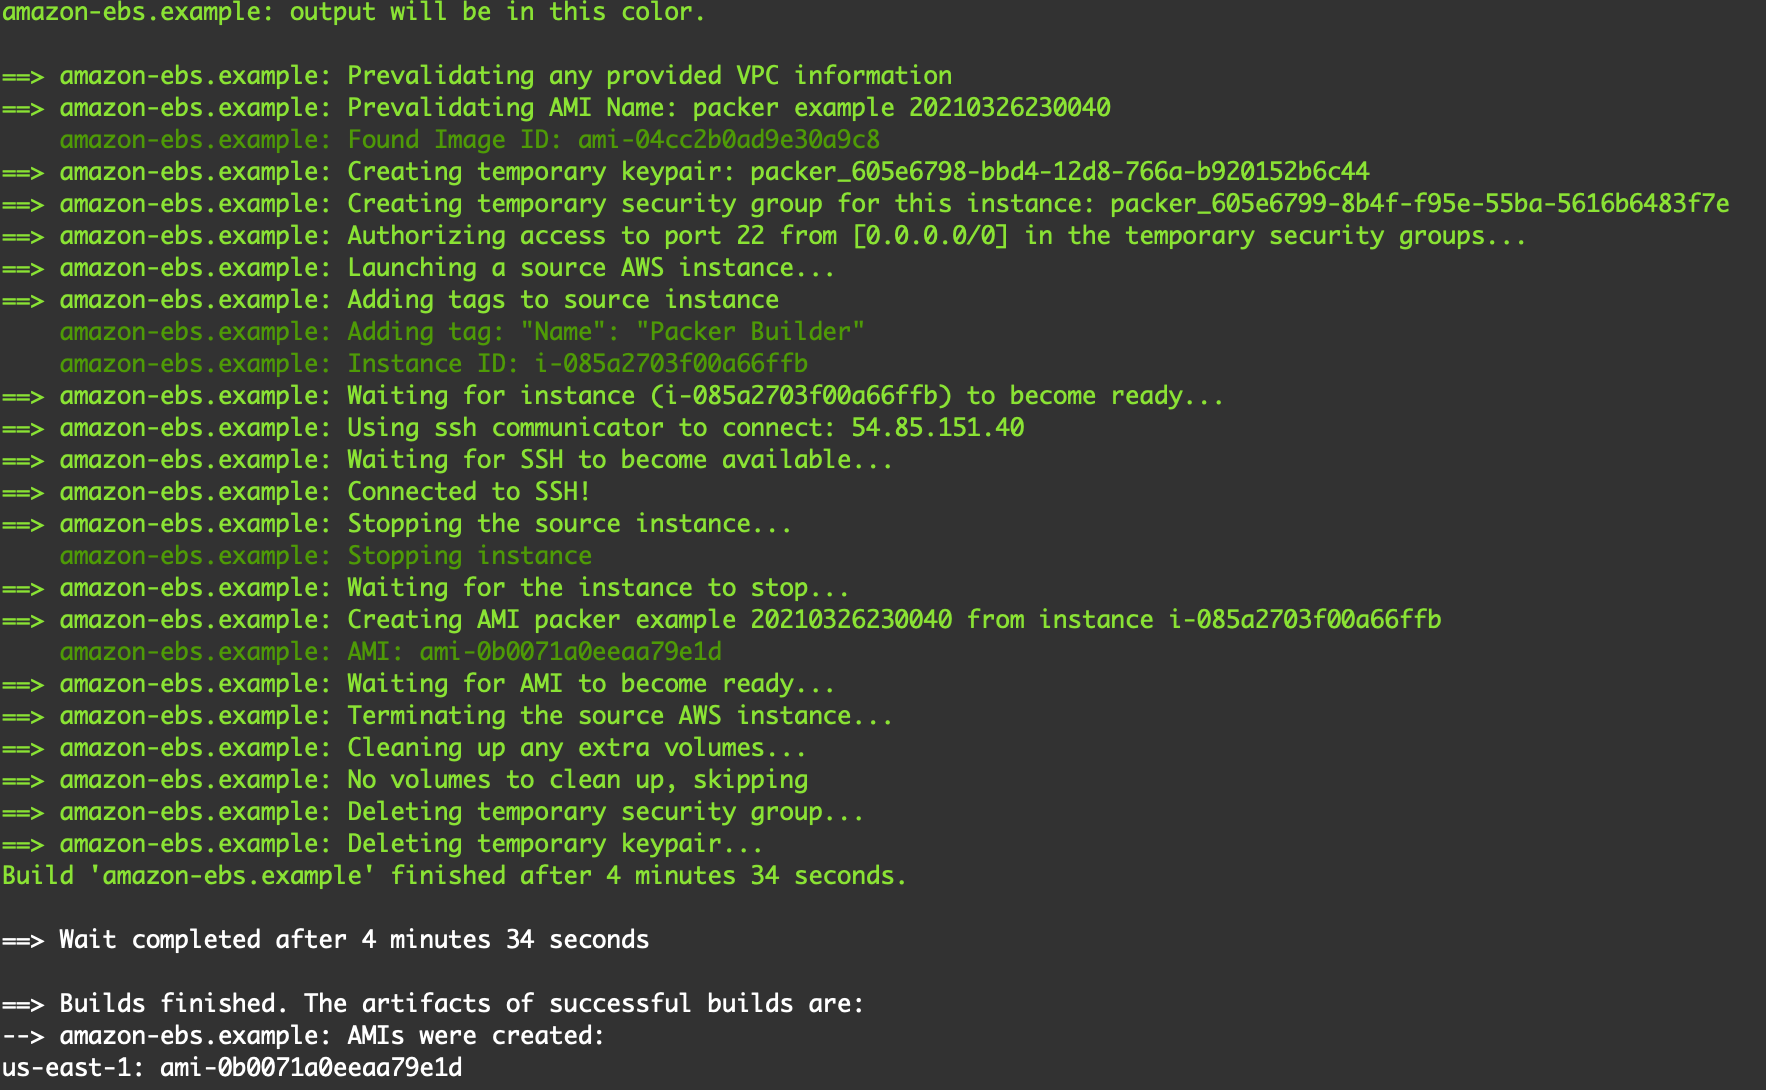 amazon-ebs.example: output will be in this color.
==> amazon-ebs.example: Prevalidating any provided VPC information
==> amazon-ebs.example: Prevalidating AMI Name: packer example 20210326230040
    amazon-ebs.example: Found Image ID: ami-04cc2b0ad9e30a9c8
==> amazon-ebs.example: Creating temporary keypair: packer_605e6798-bbd4-12d8-766a-b920152b6c44
==> amazon-ebs.example: Creating temporary security group for this instance: packer_605e6799-8b4f-f95e-55ba-5616b6483f7e
==> amazon-ebs.example: Authorizing access to port 22 from [0.0.0.0/0] in the temporary security groups...
==> amazon-ebs.example: Launching a source AWS instance...
==> amazon-ebs.example: Adding tags to source instance
    amazon-ebs.example: Adding tag: "Name": "Packer Builder"
    amazon-ebs.example: Instance ID: i-085a2703f00a66ffb
==> amazon-ebs.example: Waiting for instance (i-085a2703f00a66ffb) to become ready...
==> amazon-ebs.example: Using ssh communicator to connect: 54.85.151.40
==> amazon-ebs.example: Waiting for SSH to become available...
==> amazon-ebs.example: Connected to SSH!
==> amazon-ebs.example: Stopping the source instance...
    amazon-ebs.example: Stopping instance
==> amazon-ebs.example: Waiting for the instance to stop...
==> amazon-ebs.example: Creating AMI packer example 20210326230040 from instance i-085a2703f00a66ffb
    amazon-ebs.example: AMI: ami-0b0071a0eeaa79e1d
==> amazon-ebs.example: Waiting for AMI to become ready...
==> amazon-ebs.example: Terminating the source AWS instance...
==> amazon-ebs.example: Cleaning up any extra volumes...
==> amazon-ebs.example: No volumes to clean up, skipping
==> amazon-ebs.example: Deleting temporary security group...
==> amazon-ebs.example: Deleting temporary keypair...
Build 'amazon-ebs.example' finished after 4 minutes 34 seconds.
==> Wait completed after 4 minutes 34 seconds
==> Builds finished. The artifacts of successful builds are:
--> amazon-ebs.example: AMIs were created:
us-east-1: ami-0b0071a0eeaa79e1d